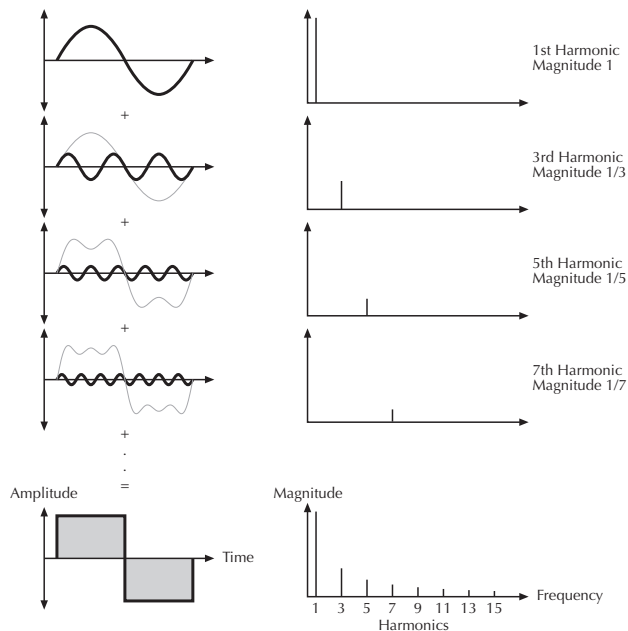 1st Harmonic
Magnitude 1
+
3rd Harmonic
Magnitude 1/3
+
5th Harmonic
Magnitude 1/5
+
7th Harmonic
Magnitude 1/7
+
.
.
=
Amplitude
Time
Magnitude
Frequency
1 3 5 7 9 11 13 15
Harmonics